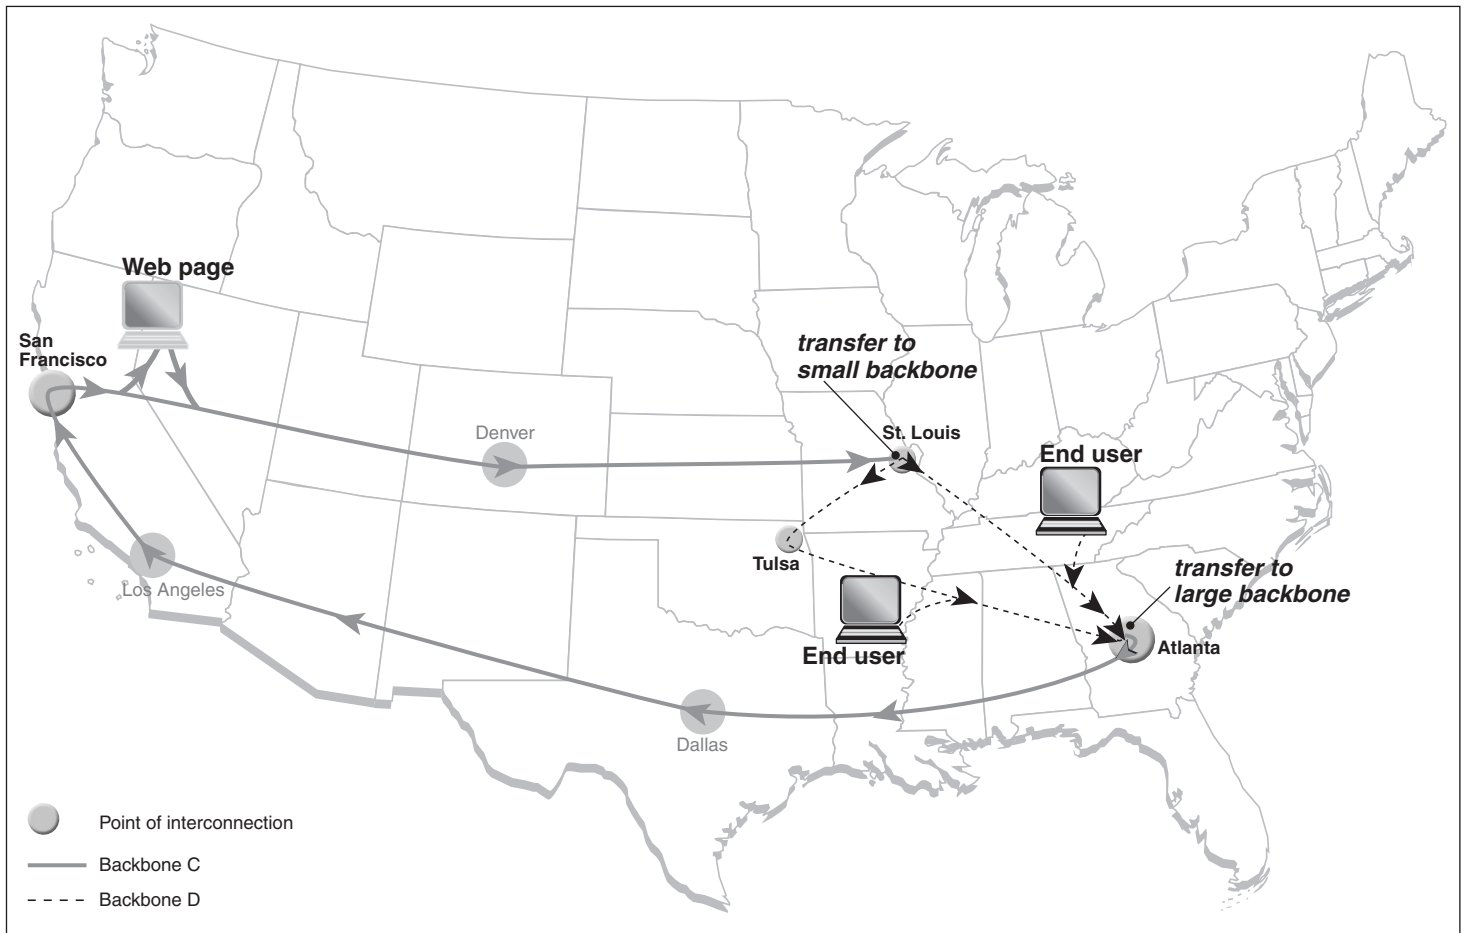 Web page
San
Francisco
transfer to
small backbone
Denver
St. Louis
End user
Tulsa
transfer to
large backbone
Los Angeles
End user
Atlanta
Dallas
Point of interconnection
Backbone C
Backbone D